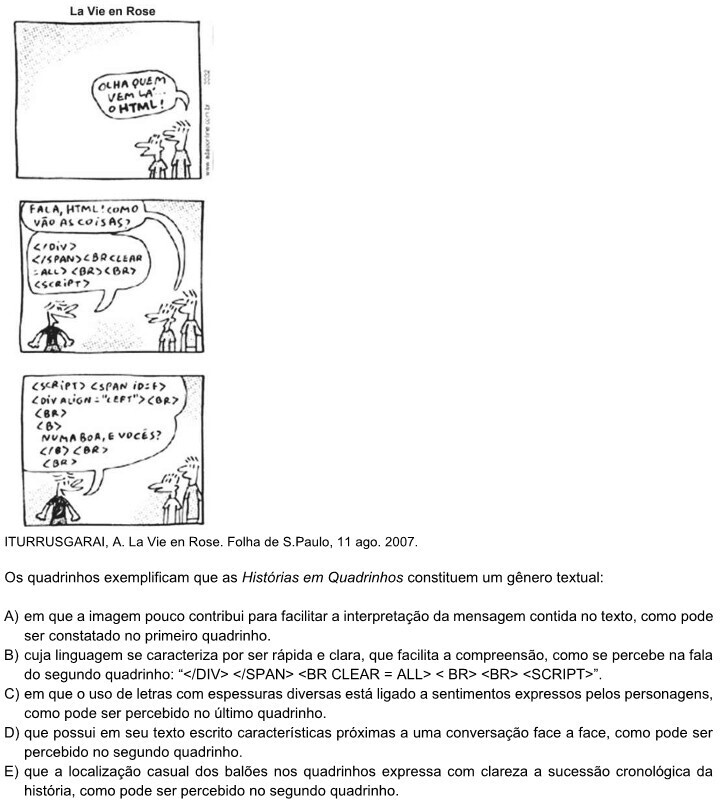 La Vie en Rose
OLHA QUEM
VEM LÁ...
O HTML!
FALA, HTML! COMO
VÃO AS COISAS?
</DIV>
</SPAN><BR CLEAR
=ALL> <BR><BR>
<SCRIPT>
<SCRIPT> <SPAN ID=F>
<DIV ALIGN="LEFT"><BR>
<BR>
<B>
NUMA BOA, E VOCÊS?
</B> <BR>
<BR>
ITURRUSGARAI, A. La Vie en Rose. Folha de S.Paulo, 11 ago. 2007.
Os quadrinhos exemplificam que as Histórias em Quadrinhos constituem um gênero textual:
A) em que a imagem pouco contribui para facilitar a interpretação da mensagem contida no texto, como pode
ser constatado no primeiro quadrinho.
B) cuja linguagem se caracteriza por ser rápida e clara, que facilita a compreensão, como se percebe na fala
do segundo quadrinho: “</DIV> </SPAN> <BR CLEAR = ALL> < BR> <BR> <SCRIPT>”.
C) em que o uso de letras com espessuras diversas está ligado a sentimentos expressos pelos personagens,
como pode ser percebido no último quadrinho.
D) que possui em seu texto escrito características próximas a uma conversação face a face, como pode ser
percebido no segundo quadrinho.
E) que a localização casual dos balões nos quadrinhos expressa com clareza a sucessão cronológica da
história, como pode ser percebido no segundo quadrinho.